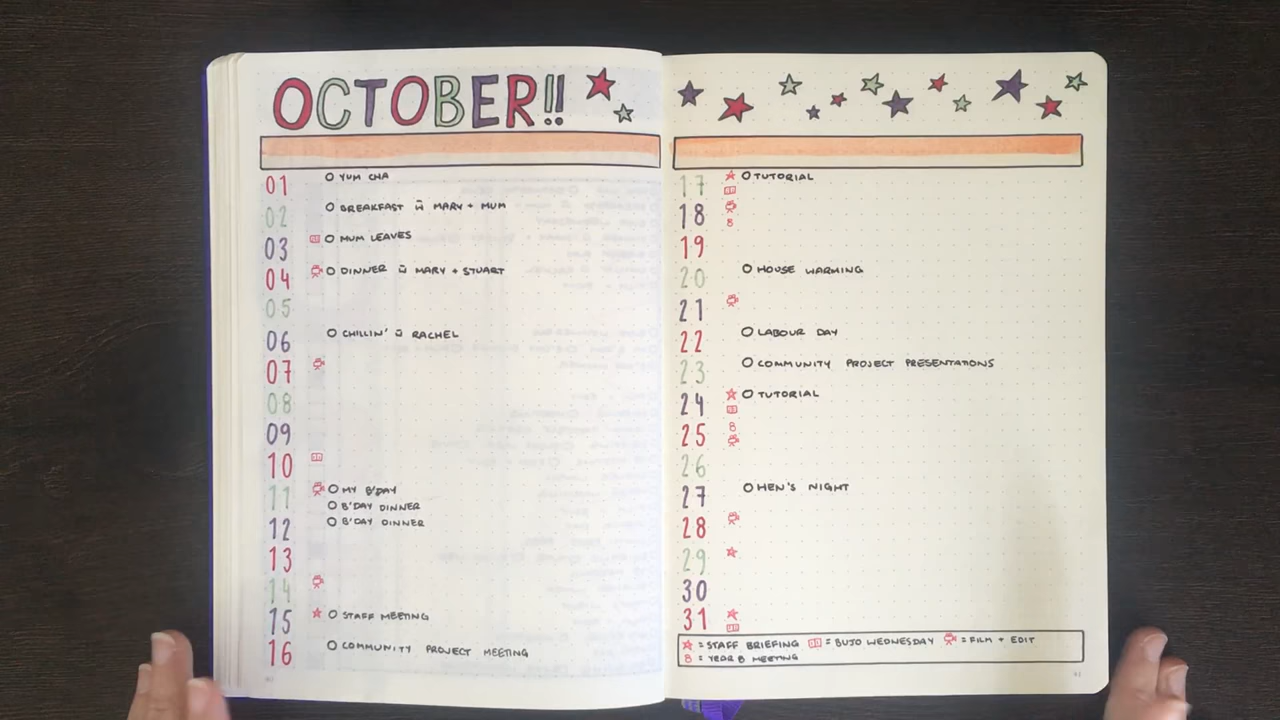 OCTOBER!!
01 O YUM CHA
02 O BREAKFAST w̄ MARY + MUM
03 O MUM LEAVES
04 O DINNER w̄ MARY + STUART
05
06 O CHILLIN' w̄ RACHEL
07
08
09
10
11 O MY B'DAY
O B'DAY DINNER
12 O B'DAY DINNER
13
14
15 O STAFF MEETING
16 O COMMUNITY PROJECT MEETING
17 O TUTORIAL
18 8
19
20 O HOUSE WARMING
21
22 O LABOUR DAY
23 O COMMUNITY PROJECT PRESENTATIONS
24 O TUTORIAL
25 8
26
27 O HEN'S NIGHT
28
29
30
31
= STAFF BRIEFING = BUJO WEDNESDAY = FILM + EDIT
8 = YEAR 8 MEETING